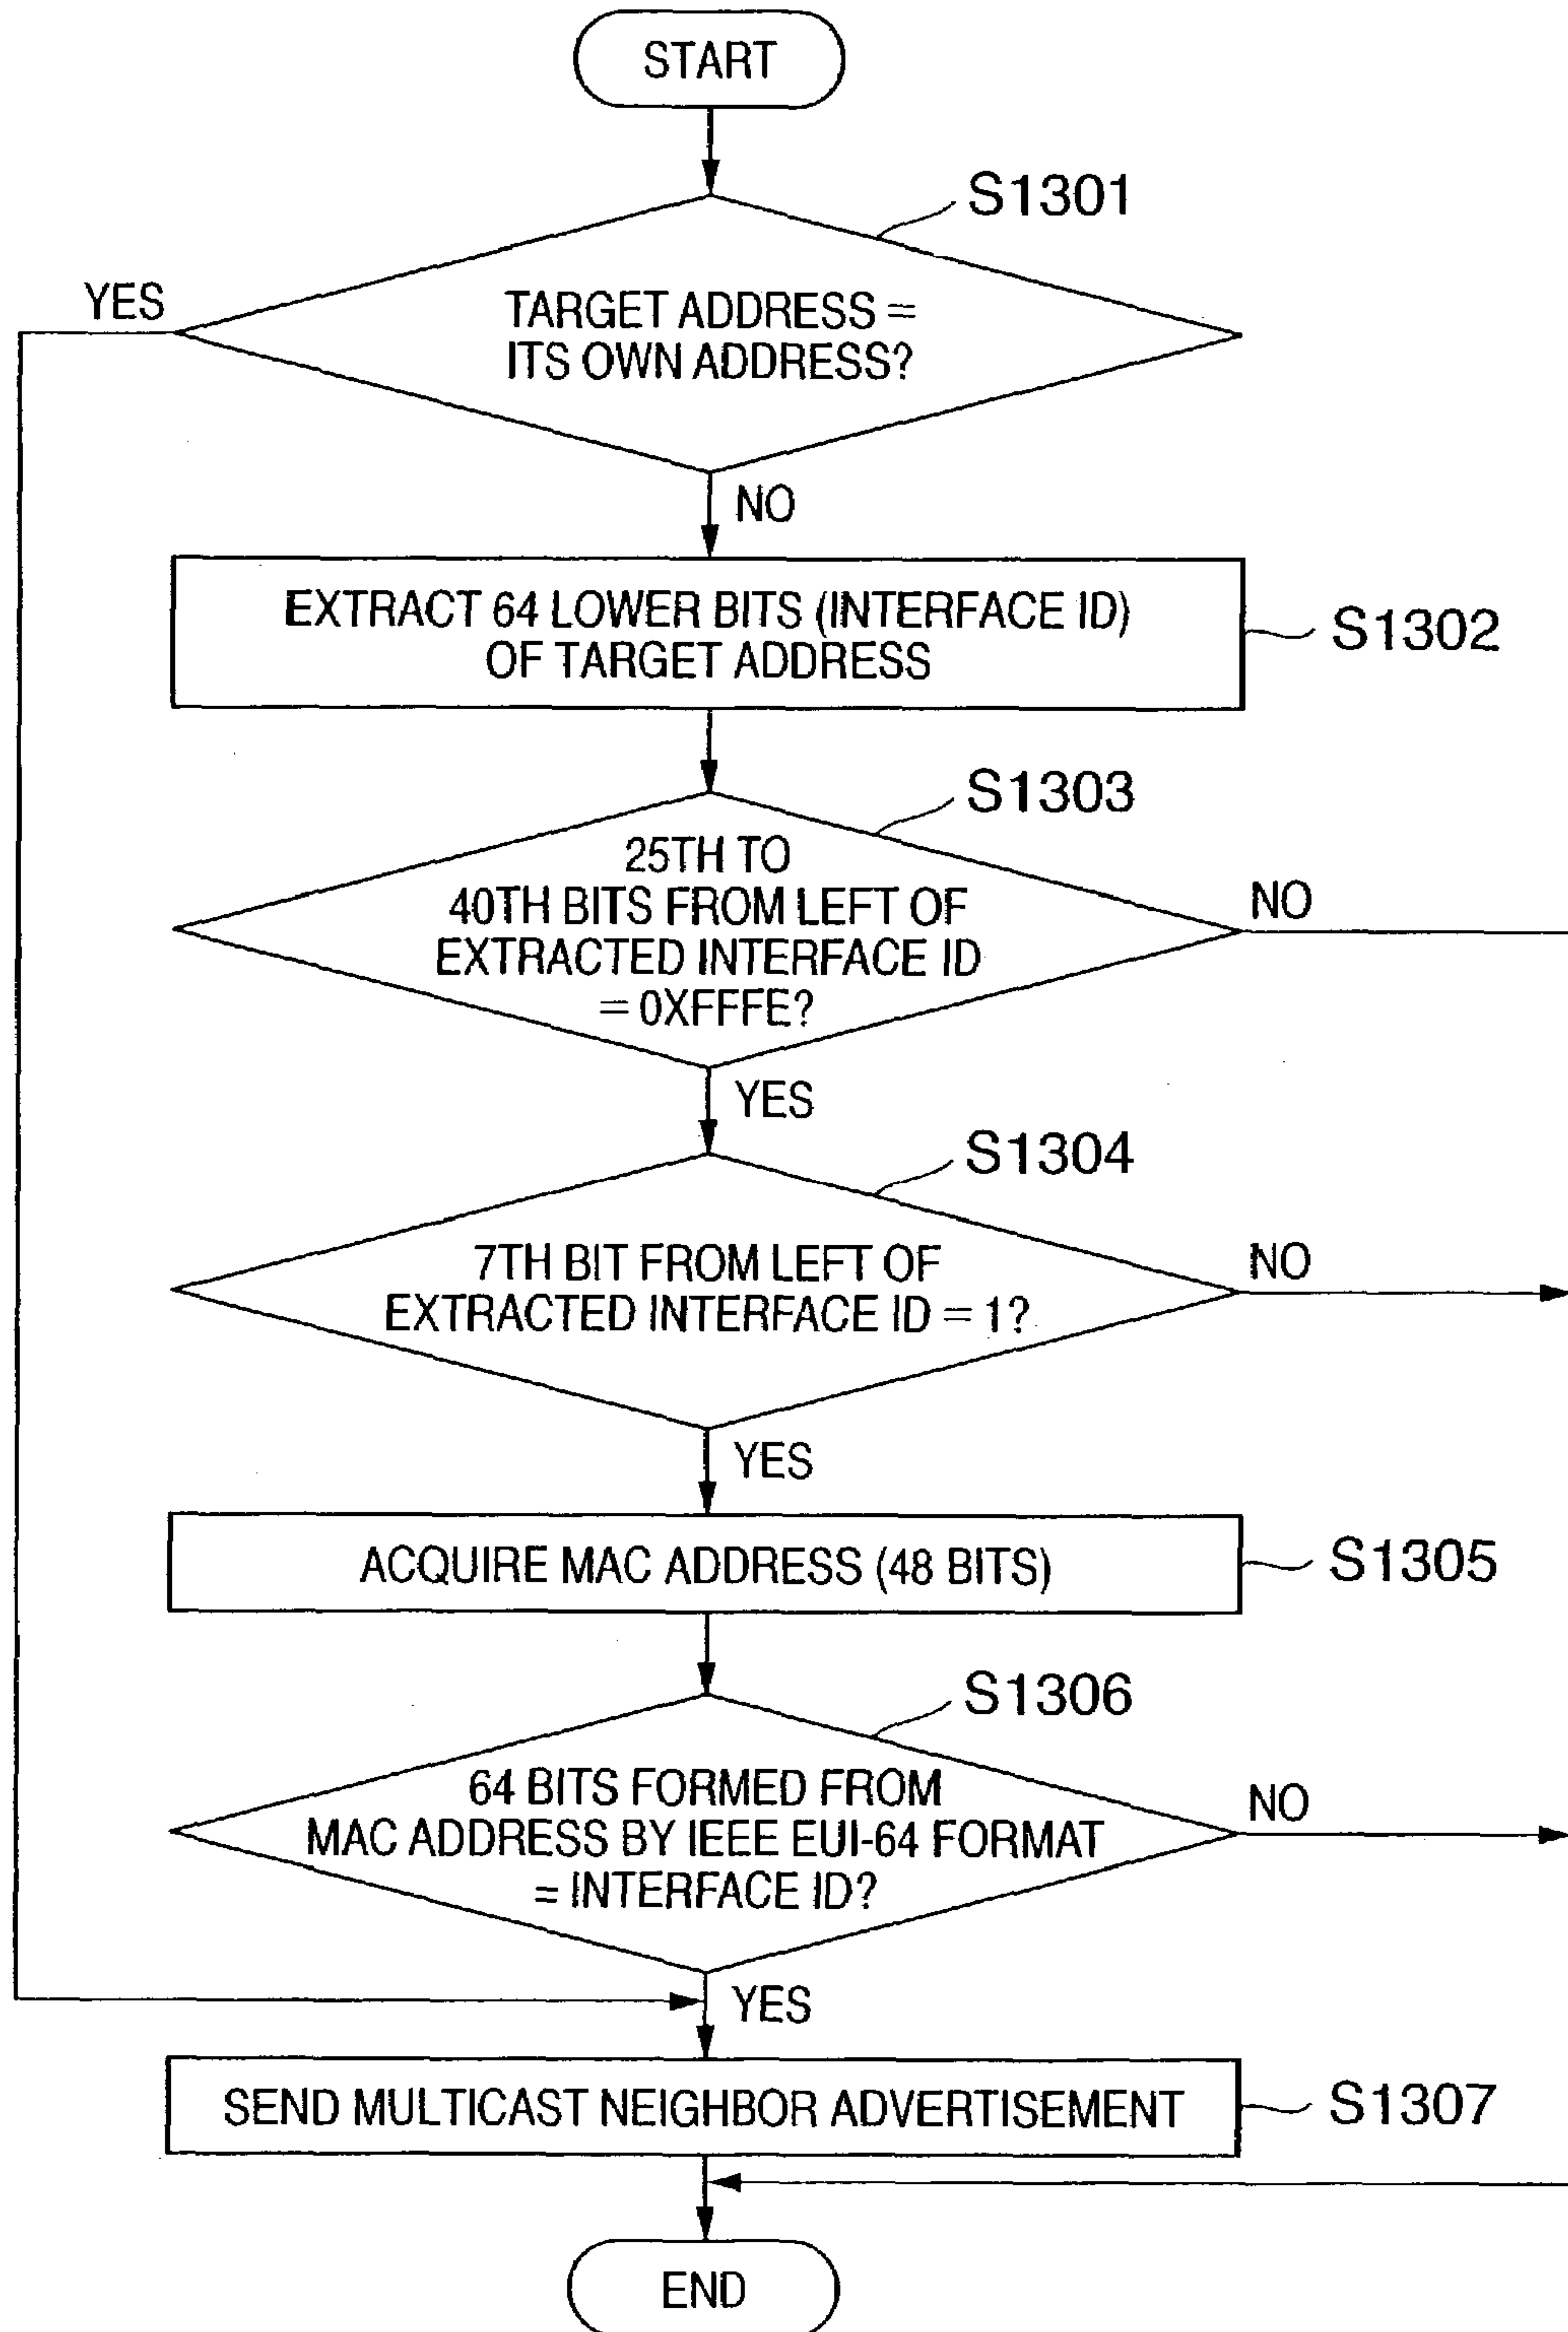 START
S1301
YES
TARGET ADDRESS =
ITS OWN ADDRESS?
NO
EXTRACT 64 LOWER BITS (INTERFACE ID)
OF TARGET ADDRESS
S1302
S1303
25TH TO
40TH BITS FROM LEFT OF
EXTRACTED INTERFACE ID
= 0XFFFE?
NO
YES
S1304
7TH BIT FROM LEFT OF
EXTRACTED INTERFACE ID = 1?
NO
YES
ACQUIRE MAC ADDRESS (48 BITS)
S1305
S1306
64 BITS FORMED FROM
MAC ADDRESS BY IEEE EUI-64 FORMAT
= INTERFACE ID?
NO
YES
SEND MULTICAST NEIGHBOR ADVERTISEMENT
S1307
END